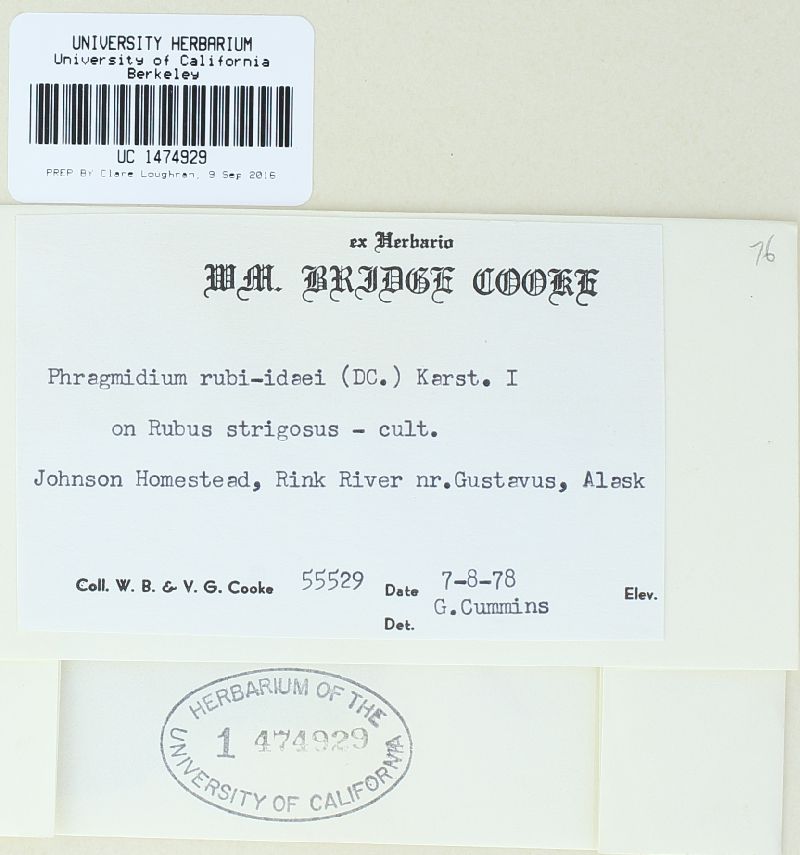 UNIVERSITY HERBARIUM
University of California
Berkeley
UC 1474929
PREP BY Clare Loughran, 9 Sep 2016
76
ex Herbario
WM. BRIDGE COOKE
Phragmidium rubi-idaei (DC.) Karst. I
on Rubus strigosus - cult.
Johnson Homestead, Rink River nr.Gustavus, Alask
Coll. W. B. & V. G. Cooke 55529 Date 7-8-78 Elev.
Det. G.Cummins
HERBARIUM OF THE
1 474929
UNIVERSITY OF CALIFORNIA